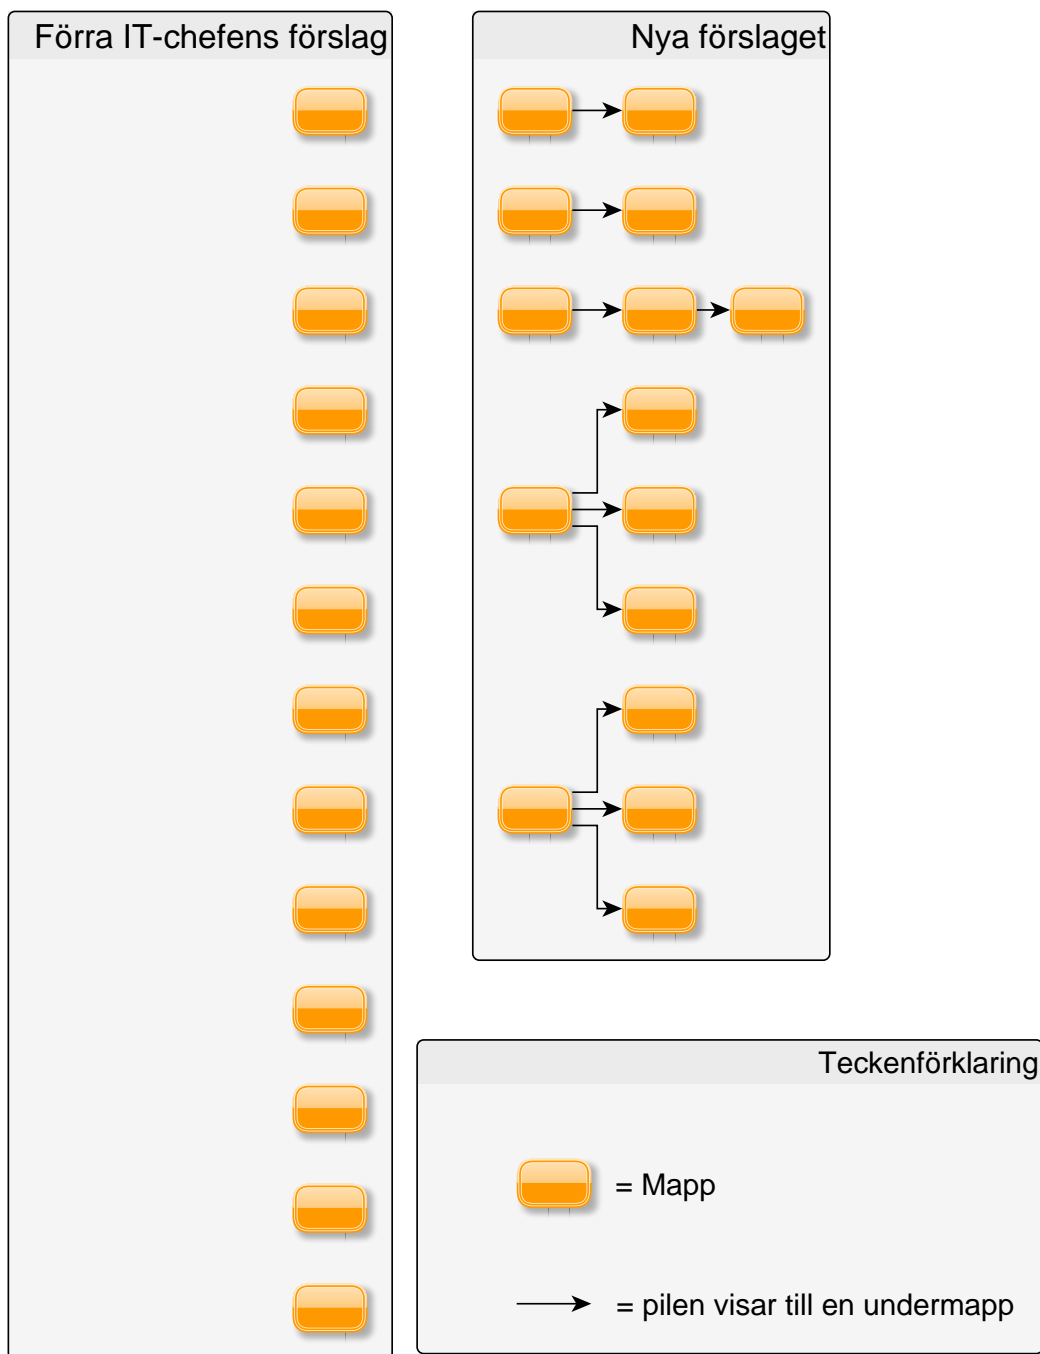 Förra IT-chefens förslag
Nya förslaget
Teckenförklaring
= Mapp
= pilen visar till en undermapp